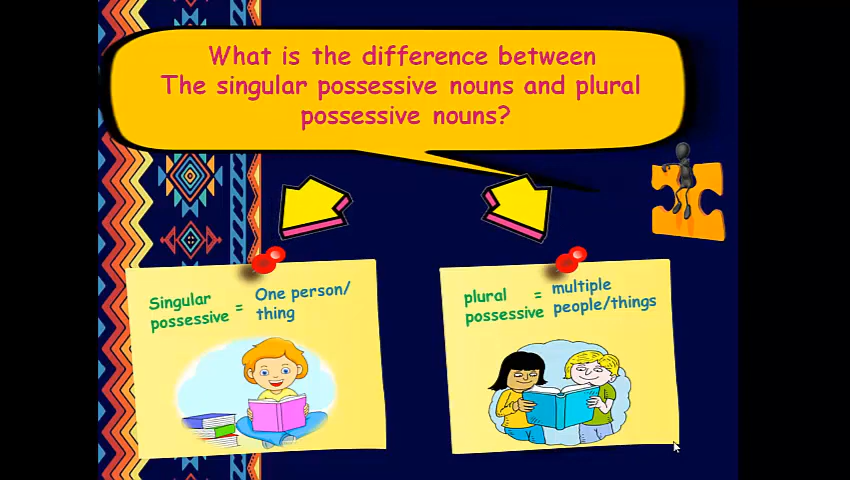 What is the difference between
The singular possessive nouns and plural
possessive nouns?
Singular
possessive
=
One person/
thing
plural
possessive
=
multiple
people/things